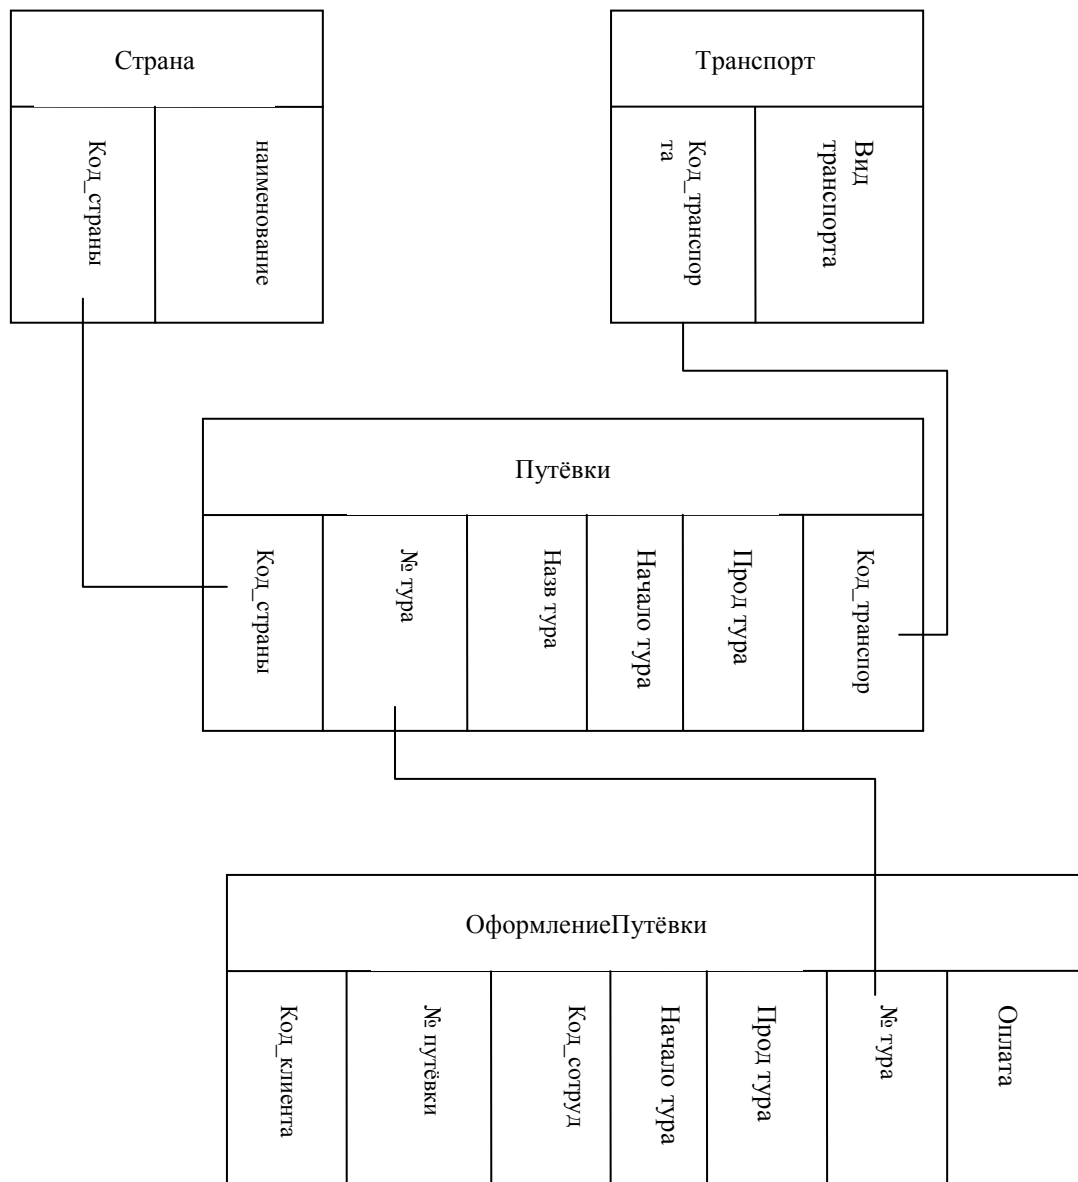 Страна
Транспорт
Код_страны
наименование
Код_транспор
та
Вид
транспорта
Путёвки
Код_страны
№ тура
Назв тура
Начало тура
Прод тура
Код_транспор
ОформлениеПутёвки
Код_клиента
№ путёвки
Код_сотруд
Начало тура
Прод тура
№ тура
Оплата